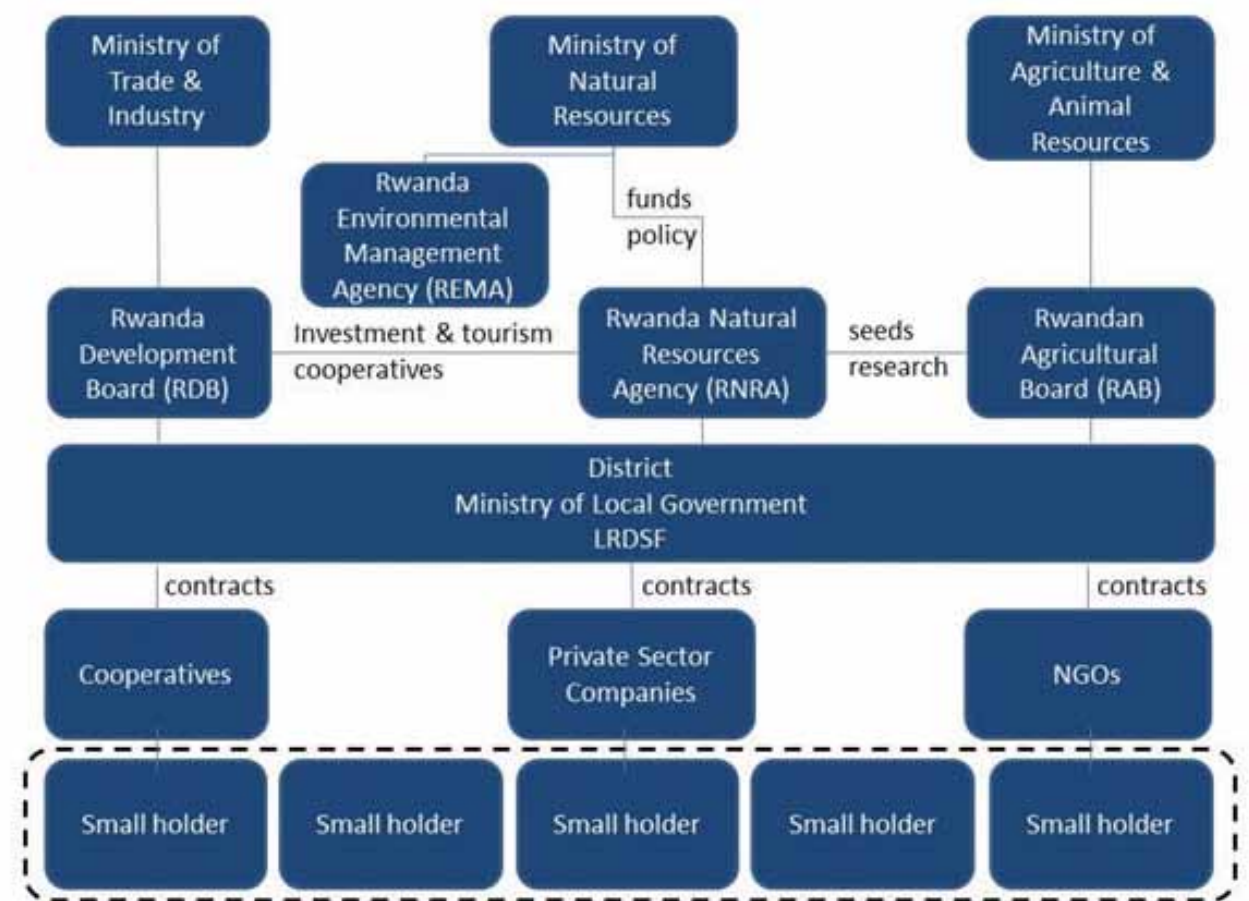 Ministry of
Trade &
Industry
Ministry of
Natural
Resources
Ministry of
Agriculture &
Animal
Resources
Rwanda
Environmental
Management
Agency (REMA)
funds
policy
Rwanda
Development
Board (RDB)
Investment & tourism
cooperatives
Rwanda Natural
Resources
Agency (RNRA)
seeds
research
Rwandan
Agricultural
Board (RAB)
District
Ministry of Local Government
LRDSF
contracts
contracts
contracts
Cooperatives
Private Sector
Companies
NGOs
Small holder
Small holder
Small holder
Small holder
Small holder